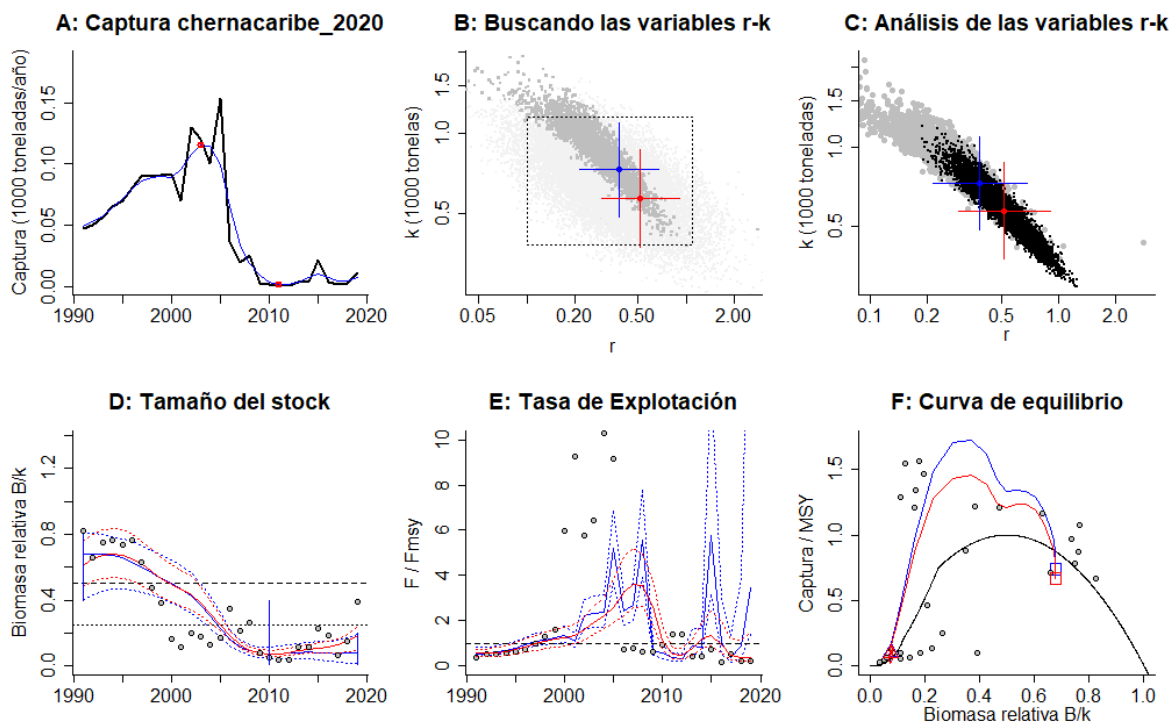 A: Captura chernacaribe_2020
B: Buscando las variables r-k
C: Análisis de las variables r-k
Captura (1000 toneladas/año)
0.00 0.05 0.10 0.15
1990 2000 2010 2020
k (1000 tonelas)
0.5 1.0 1.5
0.05 0.20 0.50 2.00
r
k (1000 toneladas)
0.5 1.0 1.5
0.1 0.2 0.5 1.0 2.0
r
D: Tamaño del stock
E: Tasa de Explotación
F: Curva de equilibrio
Biomasa relativa B/k
0.0 0.4 0.8 1.2
1990 2000 2010 2020
F / Fmsy
0 2 4 6 8 10
1990 2000 2010 2020
Captura / MSY
0.0 0.5 1.0 1.5
0.0 0.2 0.4 0.6 0.8 1.0
Biomasa relativa B/k